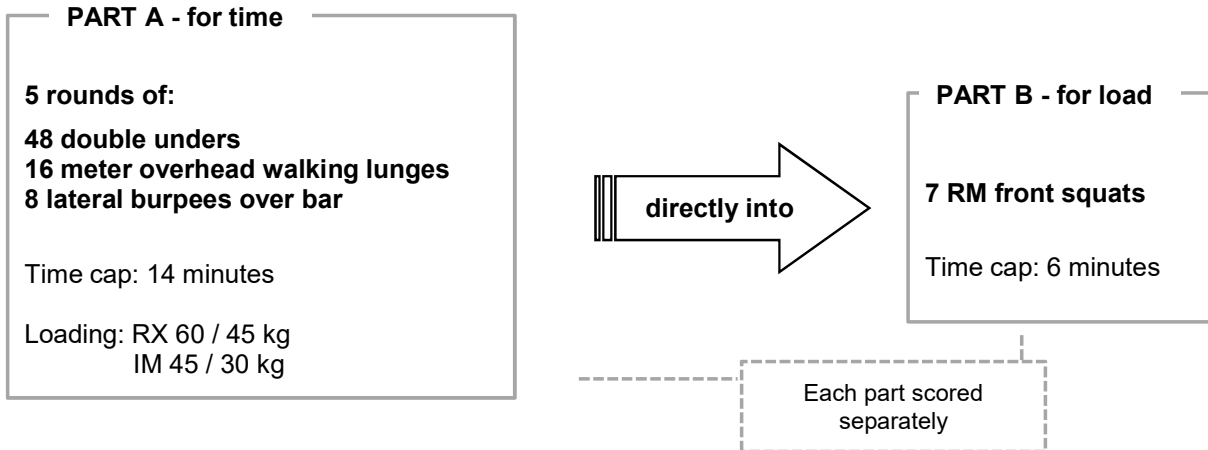 PART A - for time
5 rounds of:
48 double unders
16 meter overhead walking lunges
8 lateral burpees over bar
Time cap: 14 minutes
Loading: RX 60 / 45 kg
IM 45 / 30 kg
directly into
PART B - for load
7 RM front squats
Time cap: 6 minutes
Each part scored
separately